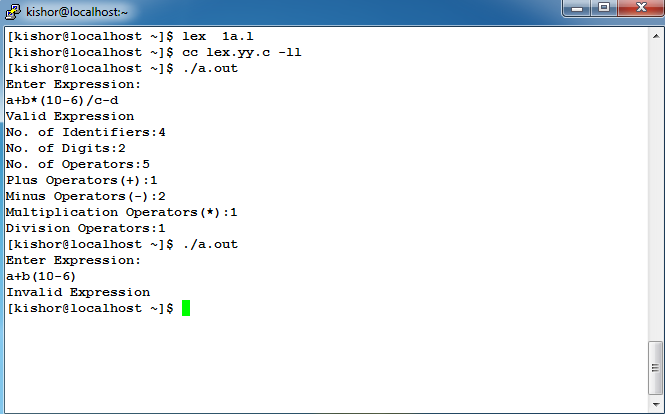 kishor@localhost:~
[kishor@localhost ~]$ lex  1a.l
[kishor@localhost ~]$ cc lex.yy.c -ll
[kishor@localhost ~]$ ./a.out
Enter Expression:
a+b*(10-6)/c-d
Valid Expression
No. of Identifiers:4
No. of Digits:2
No. of Operators:5
Plus Operators(+):1
Minus Operators(-):2
Multiplication Operators(*):1
Division Operators:1
[kishor@localhost ~]$ ./a.out
Enter Expression:
a+b(10-6)
Invalid Expression
[kishor@localhost ~]$